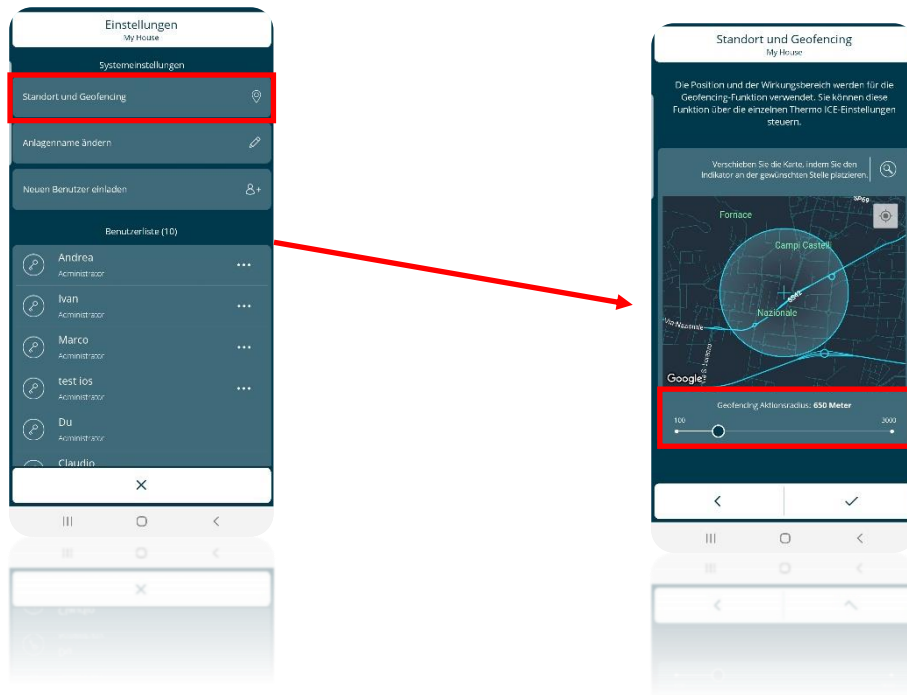 Einstellungen
My House
Systemeinstellungen
Standort und Geofencing
Anlagenname ändern
Neuen Benutzer einladen
Benutzerliste (10)
Andrea
Administrator
Ivan
Administrator
Marco
Administrator
test ios
Administrator
Du
Administrator
Claudio
Standort und Geofencing
My House
Die Position und der Wirkungsbereich werden für die
Geofencing-Funktion verwendet. Sie können diese
Funktion über die einzelnen Thermo ICE-Einstellungen
steuern.
Verschieben Sie die Karte, indem Sie den
Indikator an der gewünschten Stelle platzieren.
SP69
Fornace
Campi Castelli
Nazionale
Via Nazionale
Google
Geofencing Aktionsradius: 650 Meter
100 3000